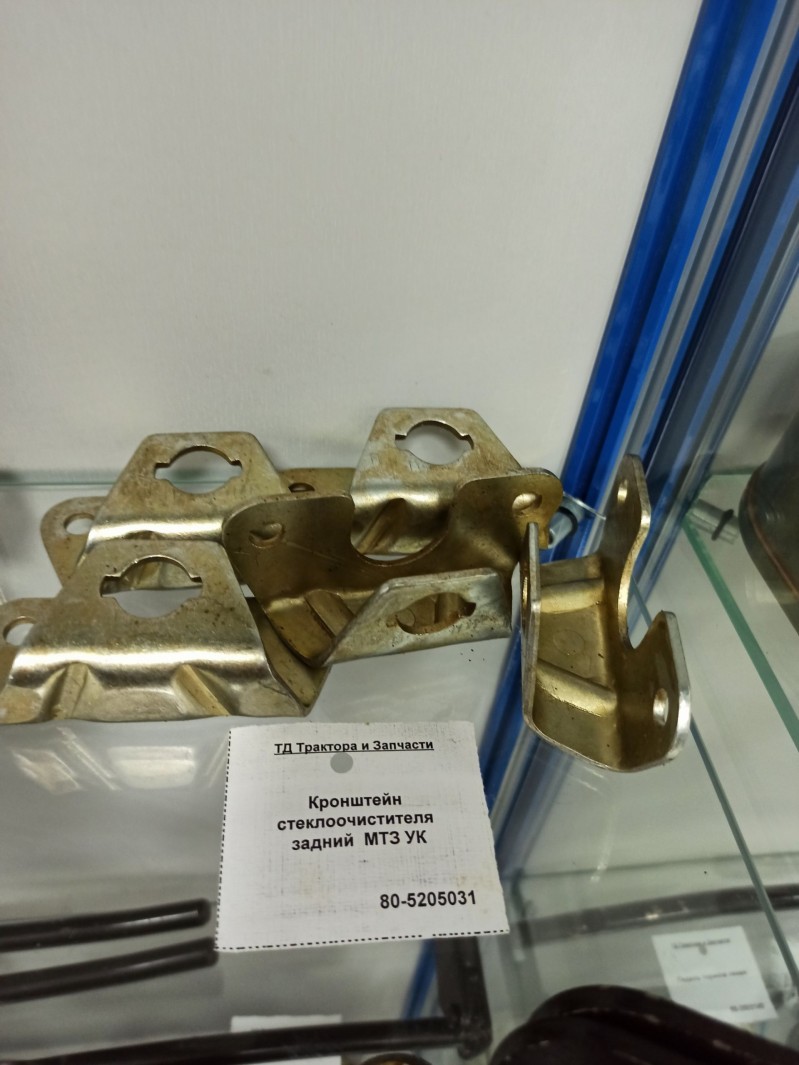 ТД Трактора и Запчасти
Кронштейн
стеклоочистителя
задний МТЗ УК
80-5205031